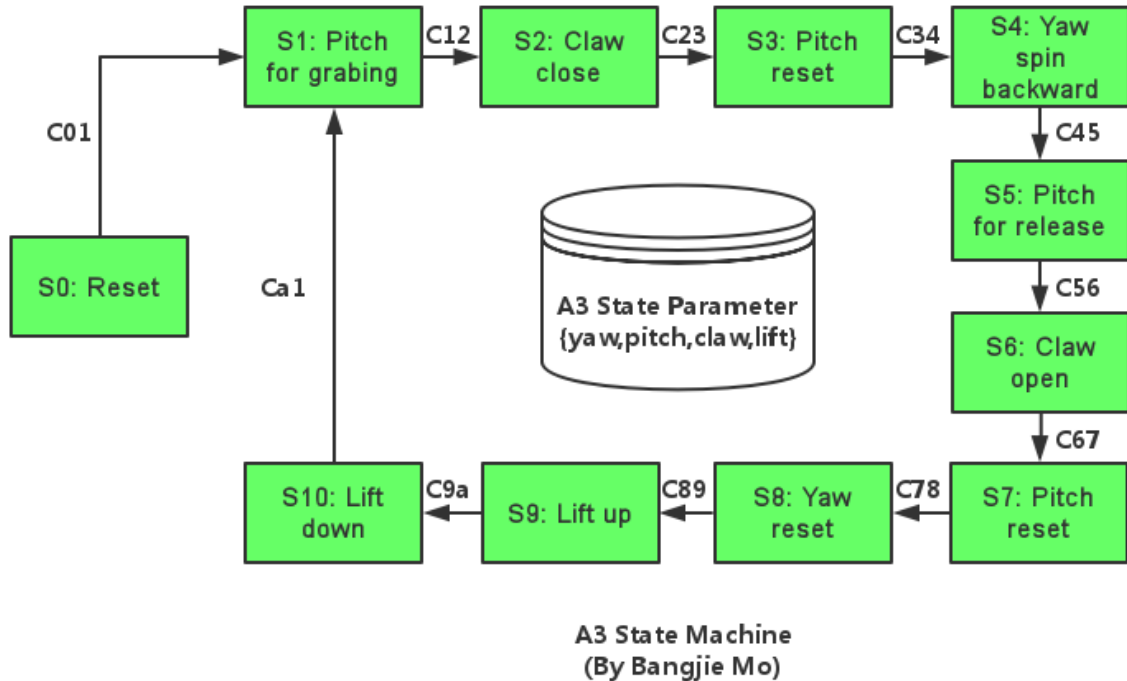 S1: Pitch
for grabing
C12
S2: Claw
close
C23
S3: Pitch
reset
C34
S4: Yaw
spin
backward
C01
C45
S5: Pitch
for release
S0: Reset
Ca1
A3 State Parameter
{yaw,pitch,claw,lift}
C56
S6: Claw
open
C67
S10: Lift
down
C9a
S9: Lift up
C89
S8: Yaw
reset
C78
S7: Pitch
reset
A3 State Machine
(By Bangjie Mo)